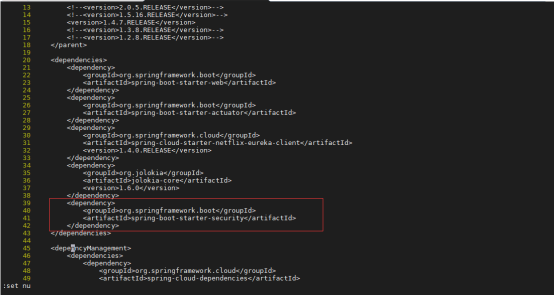 13 <!--<version>2.0.5.RELEASE</version>-->
14 <!--<version>1.5.16.RELEASE</version>-->
15 <version>1.4.7.RELEASE</version>
16 <!--<version>1.3.8.RELEASE</version>-->
17 <!--<version>1.2.8.RELEASE</version>-->
18 </parent>
19
20 <dependencies>
21 <dependency>
22 <groupId>org.springframework.boot</groupId>
23 <artifactId>spring-boot-starter-web</artifactId>
24 </dependency>
25 <dependency>
26 <groupId>org.springframework.boot</groupId>
27 <artifactId>spring-boot-starter-actuator</artifactId>
28 </dependency>
29 <dependency>
30 <groupId>org.springframework.cloud</groupId>
31 <artifactId>spring-cloud-starter-netflix-eureka-client</artifactId>
32 <version>1.4.0.RELEASE</version>
33 </dependency>
34 <dependency>
35 <groupId>org.jolokia</groupId>
36 <artifactId>jolokia-core</artifactId>
37 <version>1.6.0</version>
38 </dependency>
39 <dependency>
40 <groupId>org.springframework.boot</groupId>
41 <artifactId>spring-boot-starter-security</artifactId>
42 </dependency>
43 </dependencies>
44
45 <dependencyManagement>
46 <dependencies>
47 <dependency>
48 <groupId>org.springframework.cloud</groupId>
49 <artifactId>spring-cloud-dependencies</artifactId>
:set nu